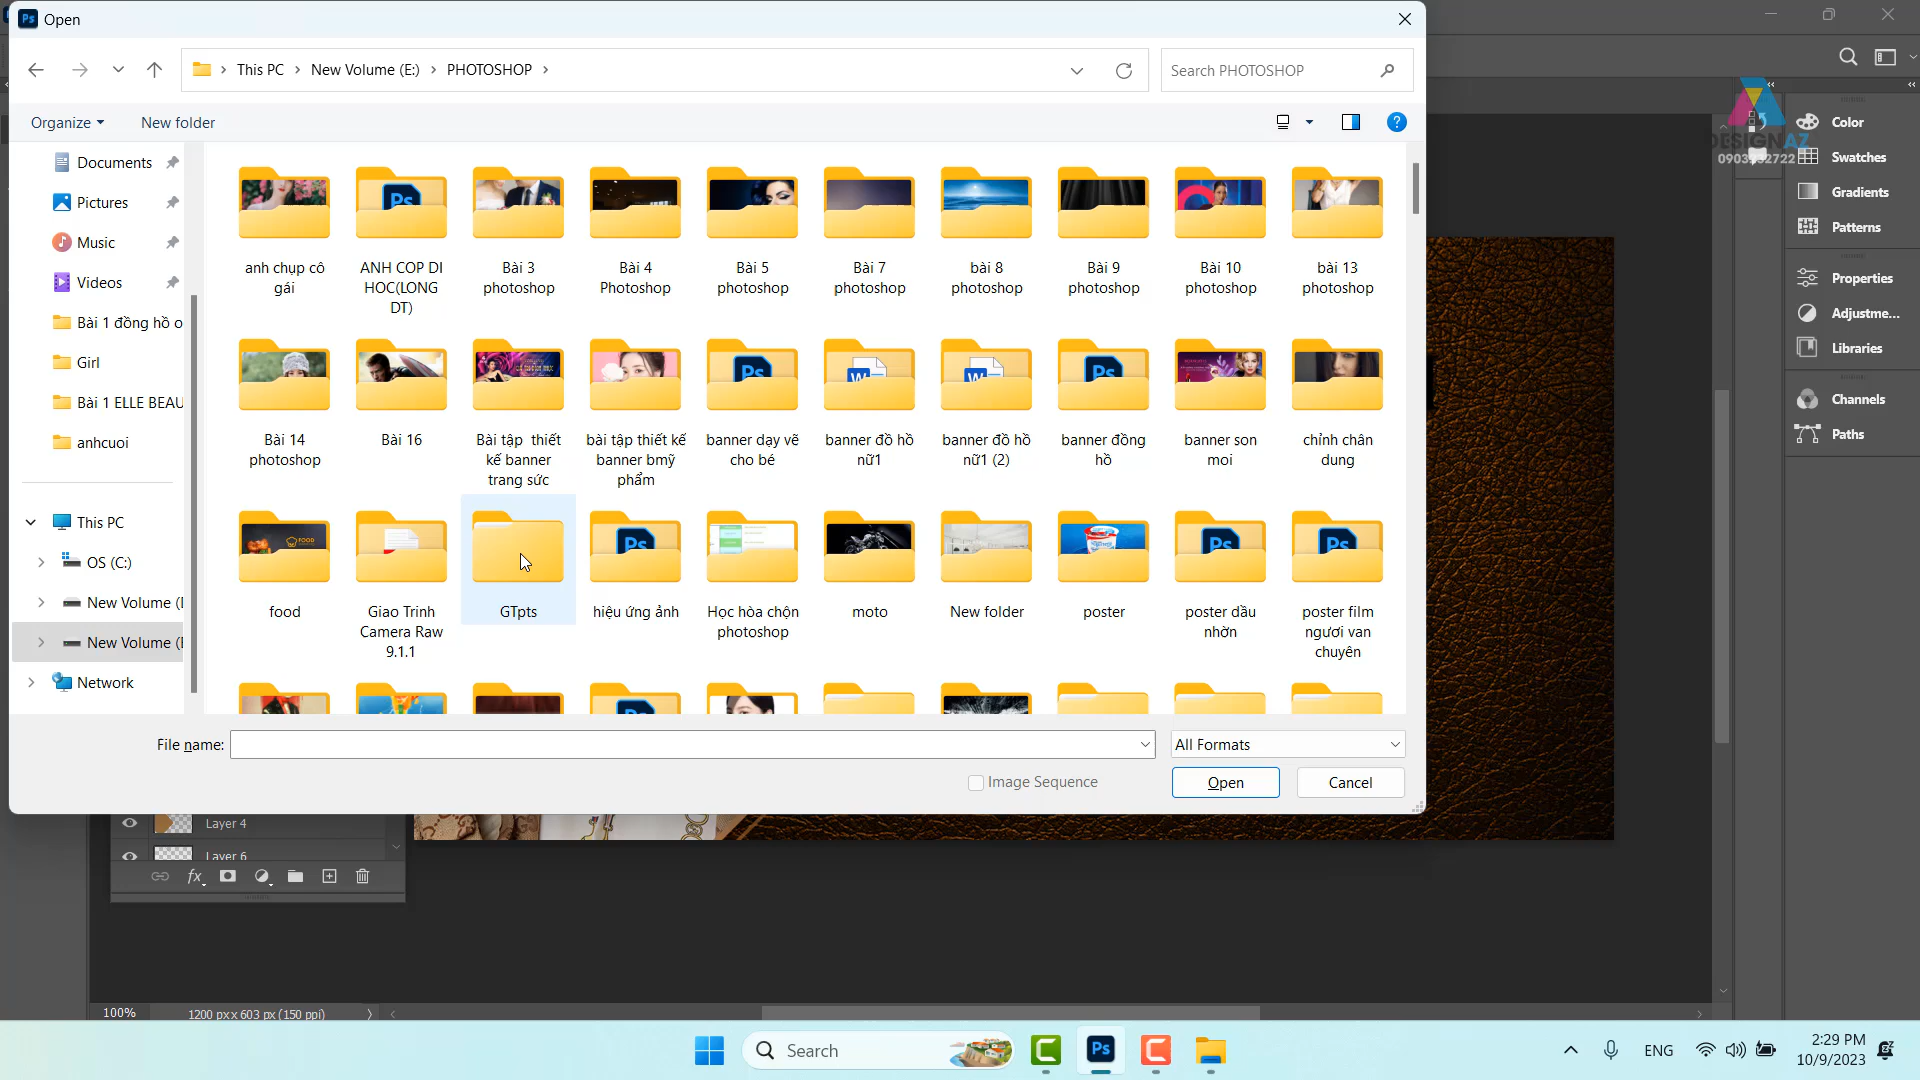 Ps Open
This PC > New Volume (E:) > PHOTOSHOP >
Search PHOTOSHOP
Organize
New folder
Documents
Pictures
Music
Videos
Bài 1 đồng hồ o
Girl
Bài 1 ELLE BEAU
anhcuoi
This PC
OS (C:)
New Volume (
New Volume (
Network
anh chụp cô
gái
ANH COP DI
HOC(LONG
DT)
Bài 3
photoshop
Bài 4
Photoshop
Bài 5
photoshop
Bài 7
photoshop
bài 8
photoshop
Bài 9
photoshop
Bài 10
photoshop
bài 13
photoshop
Bài 14
photoshop
Bài 16
Bài tập thiết
kế banner
trang sức
bài tập thiết kế
banner bmỹ
phẩm
banner dạy vẽ
cho bé
banner đồ hồ
nữ1
banner đồ hồ
nữ1 (2)
banner đồng
hồ
banner son
moi
chỉnh chân
dung
food
Giao Trinh
Camera Raw
9.1.1
GTpts
hiệu ứng ảnh
Học hòa chộn
photoshop
moto
New folder
poster
poster dầu
nhờn
poster film
ngươi van
chuyên
File name:
All Formats
Image Sequence
Open
Cancel
Layer 4
Layer 6
fx
100%
1200 px x 603 px (150 ppi)
DESIGNAZ
Color
Swatches
Gradients
Patterns
Properties
Adjustme...
Libraries
Channels
Paths
Search
Ps
ENG
2:29 PM
10/9/2023